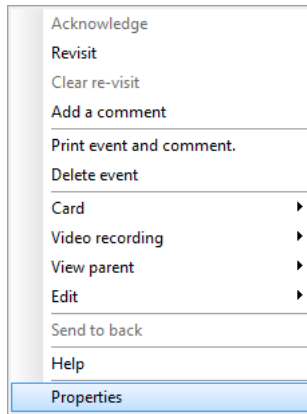 Acknowledge
Revisit
Clear re-visit
Add a comment
Print event and comment.
Delete event
Card
Video recording
View parent
Edit
Send to back
Help
Properties